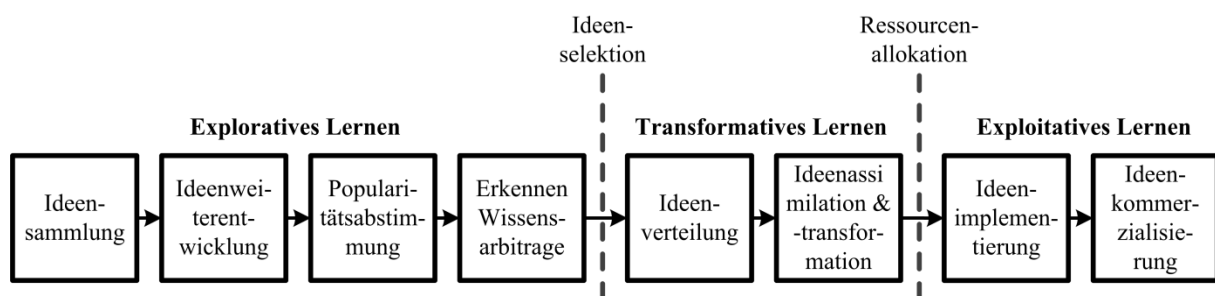 Ideen-
selektion
Ressourcen-
allokation
Exploratives Lernen
Transformatives Lernen
Exploitatives Lernen
Ideen-
sammlung
Ideenwei-
terent-
wicklung
Populari-
tätsabstim-
mung
Erkennen
Wissens-
arbitrage
Ideen-
verteilung
Ideenassi
milation &
-transfor-
mation
Ideen-
implemen-
tierung
Ideen-
kommer-
zialisie-
rung